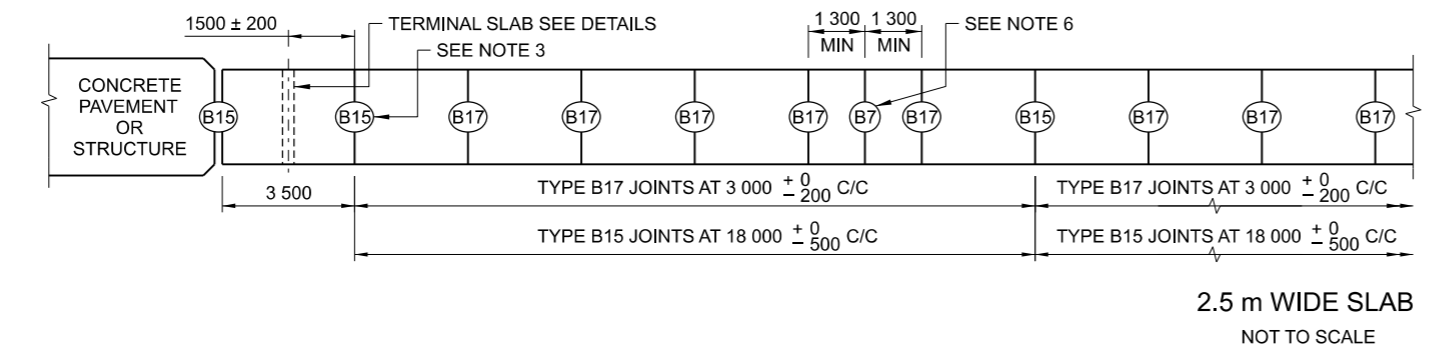 1500 ± 200
TERMINAL SLAB SEE DETAILS
SEE NOTE 3
1 300 1 300
MIN MIN
SEE NOTE 6
CONCRETE
PAVEMENT
OR
STRUCTURE
B15 B15 B17 B17 B17 B17 B7 B17 B15 B17 B17 B17
3 500
TYPE B17 JOINTS AT 3 000 + 0 − 200 C/C
TYPE B17 JOINTS AT 3 000 + 0 − 200 C/C
TYPE B15 JOINTS AT 18 000 + 0 − 500 C/C
TYPE B15 JOINTS AT 18 000 + 0 − 500 C/C
2.5 m WIDE SLAB
NOT TO SCALE